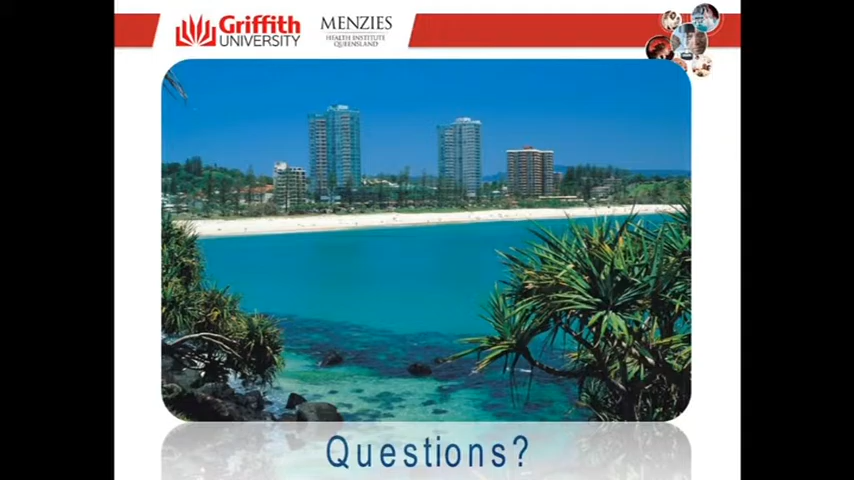 Griffith
UNIVERSITY
MENZIES
HEALTH INSTITUTE
QUEENSLAND
Questions?